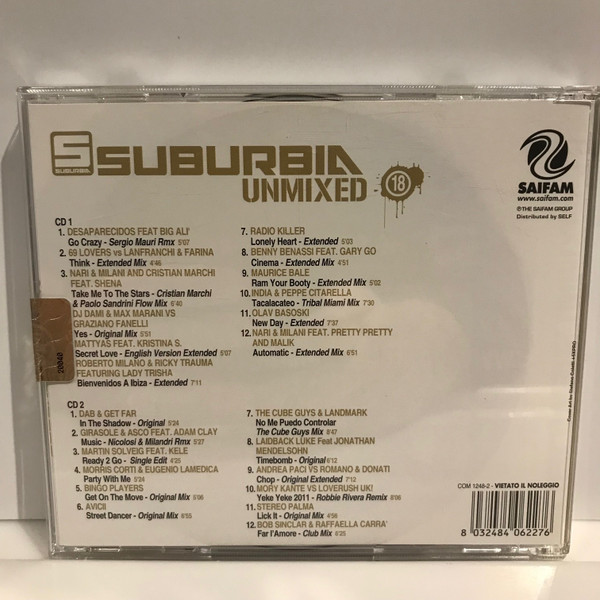 S
SUBURBIA
SUBURBIA
UNMIXED
18
SAIFAM
www.saifam.com
℗®THE SAIFAM GROUP
Distributed by SELF
CD 1
1. DESAPARECIDOS FEAT BIG ALI'
Go Crazy - Sergio Mauri Rmx 5'07
2. 69 LOVERS vs LANFRANCHI & FARINA
Think - Extended Mix 4'46
3. NARI & MILANI AND CRISTIAN MARCHI
FEAT. SHENA
Take Me To The Stars - Cristian Marchi
& Paolo Sandrini Flow Mix 6'40
DJ DAMI & MAX MARANI VS
GRAZIANO FANELLI
Yes - Original Mix 5'51
MATTYAS FEAT. KRISTINA S.
Secret Love - English Version Extended 5'07
ROBERTO MILANO & RICKY TRAUMA
FEATURING LADY TRISHA
Bienvenidos A Ibiza - Extended 7'11
7. RADIO KILLER
Lonely Heart - Extended 5'03
8. BENNY BENASSI FEAT. GARY GO
Cinema - Extended Mix 4'51
9. MAURICE BALE
Ram Your Booty - Extended Mix 5'02
10. INDIA & PEPPE CITARELLA
Tacalacateo - Tribal Miami Mix 7'30
11. OLAV BASOSKI
New Day - Extended 7'37
12. NARI & MILANI FEAT. PRETTY PRETTY
AND MALIK
Automatic - Extended Mix 6'51
20040
CD 2
1. DAB & GET FAR
In The Shadow - Original 5'24
2. GIRASOLE & ASCO FEAT. ADAM CLAY
Music - Nicolosi & Milandri Rmx 5'27
3. MARTIN SOLVEIG FEAT. KELE
Ready 2 Go - Single Edit 4'25
4. MORRIS CORTI & EUGENIO LAMEDICA
Party With Me 5'34
5. BINGO PLAYERS
Get On The Move - Original Mix 5'06
6. AVICII
Street Dancer - Original Mix 5'53
7. THE CUBE GUYS & LANDMARK
No Me Puedo Controlar
The Cube Guys Mix 8'47
8. LAIDBACK LUKE FEAT JONATHAN
MENDELSOHN
Timebomb - Original 6'12
9. ANDREA PACI VS ROMANO & DONATI
Chop - Original Extended 7'12
10. MORY KANTE VS LOVERUSH UK!
Yeke Yeke 2011 - Robbie Rivera Remix 8'06
11. STEREO PALMA
Lick It - Original Mix 4'58
12. BOB SINCLAR & RAFFAELLA CARRA'
Far l'Amore - Club Mix 6'25
COM 1248-2 - VIETATO IL NOLEGGIO
8 032484 062276